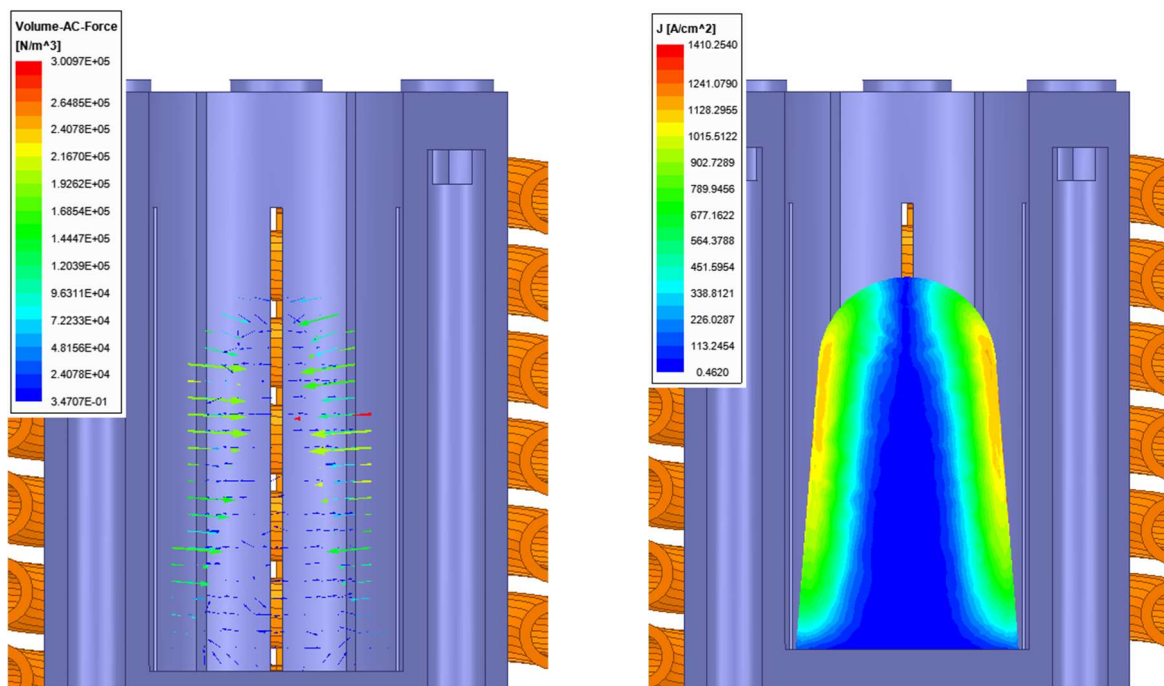 Volume-AC-Force
[N/m^3]
3.0097E+05
2.6485E+05
2.4078E+05
2.1670E+05
1.9262E+05
1.6854E+05
1.4447E+05
1.2039E+05
9.6311E+04
7.2233E+04
4.8156E+04
2.4078E+04
3.4707E-01
J [A/cm^2]
1410.2540
1241.0790
1128.2955
1015.5122
902.7289
789.9456
677.1622
564.3788
451.5954
338.8121
226.0287
113.2454
0.4620